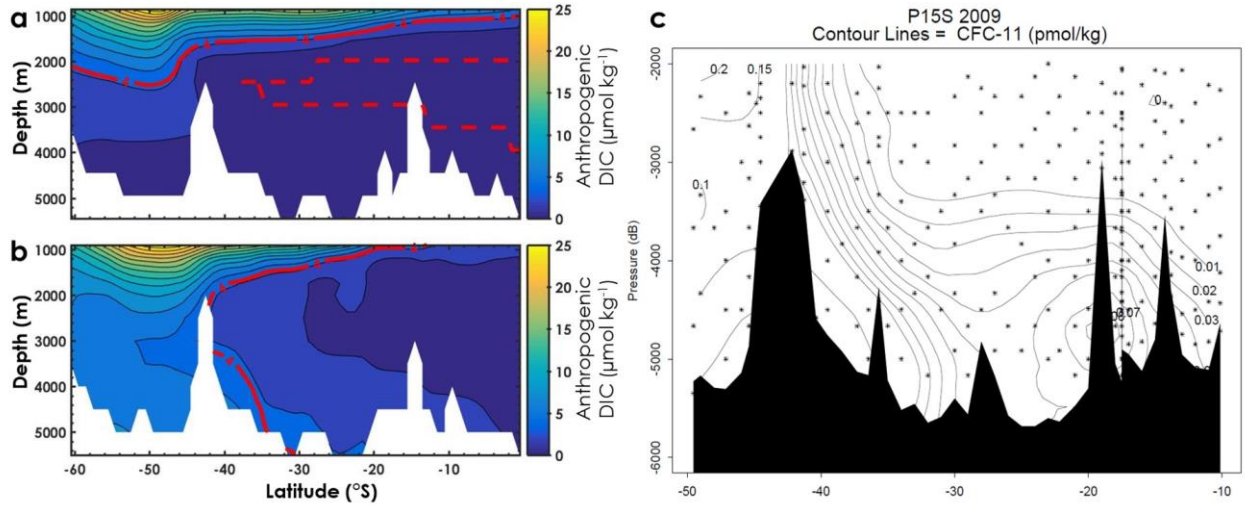 a
1000
2000
3000
4000
5000
Depth (m)
25
20
15
10
5
0
Anthropogenic
DIC (μmol kg⁻¹)
b
1000
2000
3000
4000
5000
Depth (m)
25
20
15
10
5
0
Anthropogenic
DIC (μmol kg⁻¹)
-60 -50 -40 -30 -20 -10
Latitude (°S)
c
P15S 2009
Contour Lines = CFC-11 (pmol/kg)
-2000
-3000
-4000
-5000
-6000
Pressure (dB)
0.2 0.15
0.1
0.01
0.02
0.03
-50 -40 -30 -20 -10